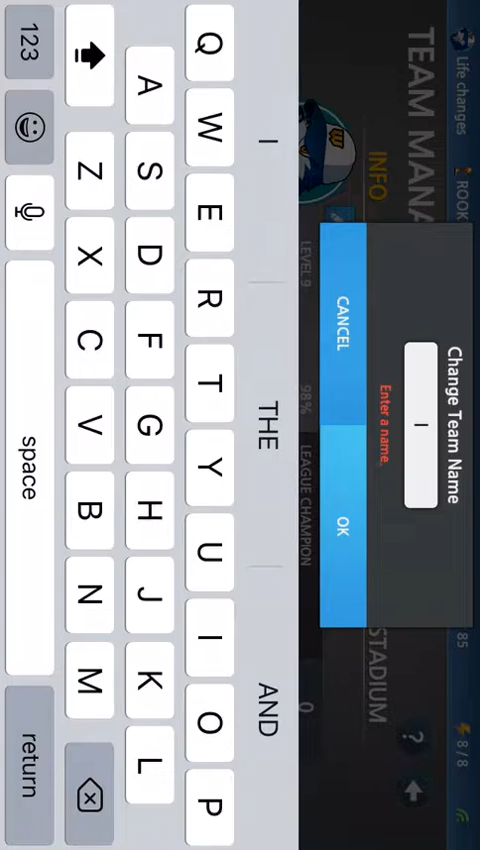 Life changes
ROOK
85
8/8
TEAM MANA
?
INFO
STADIUM
W
LEVEL 9
98%
LEAGUE CHAMPION
0
Change Team Name
Enter a name.
CANCEL
OK
I
THE
AND
Q W E R T Y U I O P
A S D F G H J K L
Z X C V B N M
123
space
return